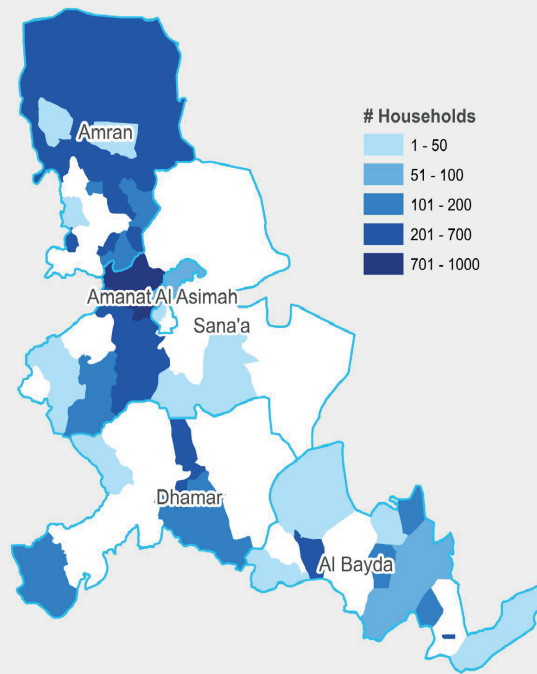 Amran
# Households
1 - 50
51 - 100
101 - 200
201 - 700
701 - 1000
Amanat Al Asimah
Sana'a
Dhamar
Al Bayda